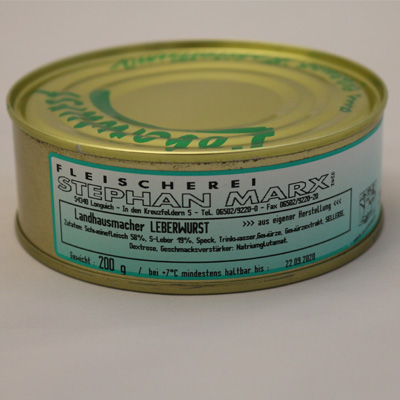 Leberwurst
FLEISCHEREI
STEPHAN MARX
54340 Longuich - In den Kreuzfeldern 5 - Tel. 06502/9220-0 - Fax 06502/9220-20
Landhausmacher LEBERWURST >>> aus eigener Herstellung <<<
Zutaten: Schweinefleisch 58%, S-Leber 19%, Speck, Trinkwasser,Gewürze, Gewürzextrakt, SELLERIE,
Dextrose, Geschmacksverstärker: Natriumglutamat.
Gewicht: 200 g / bei +7°C mindestens haltbar bis : 22.09.2020